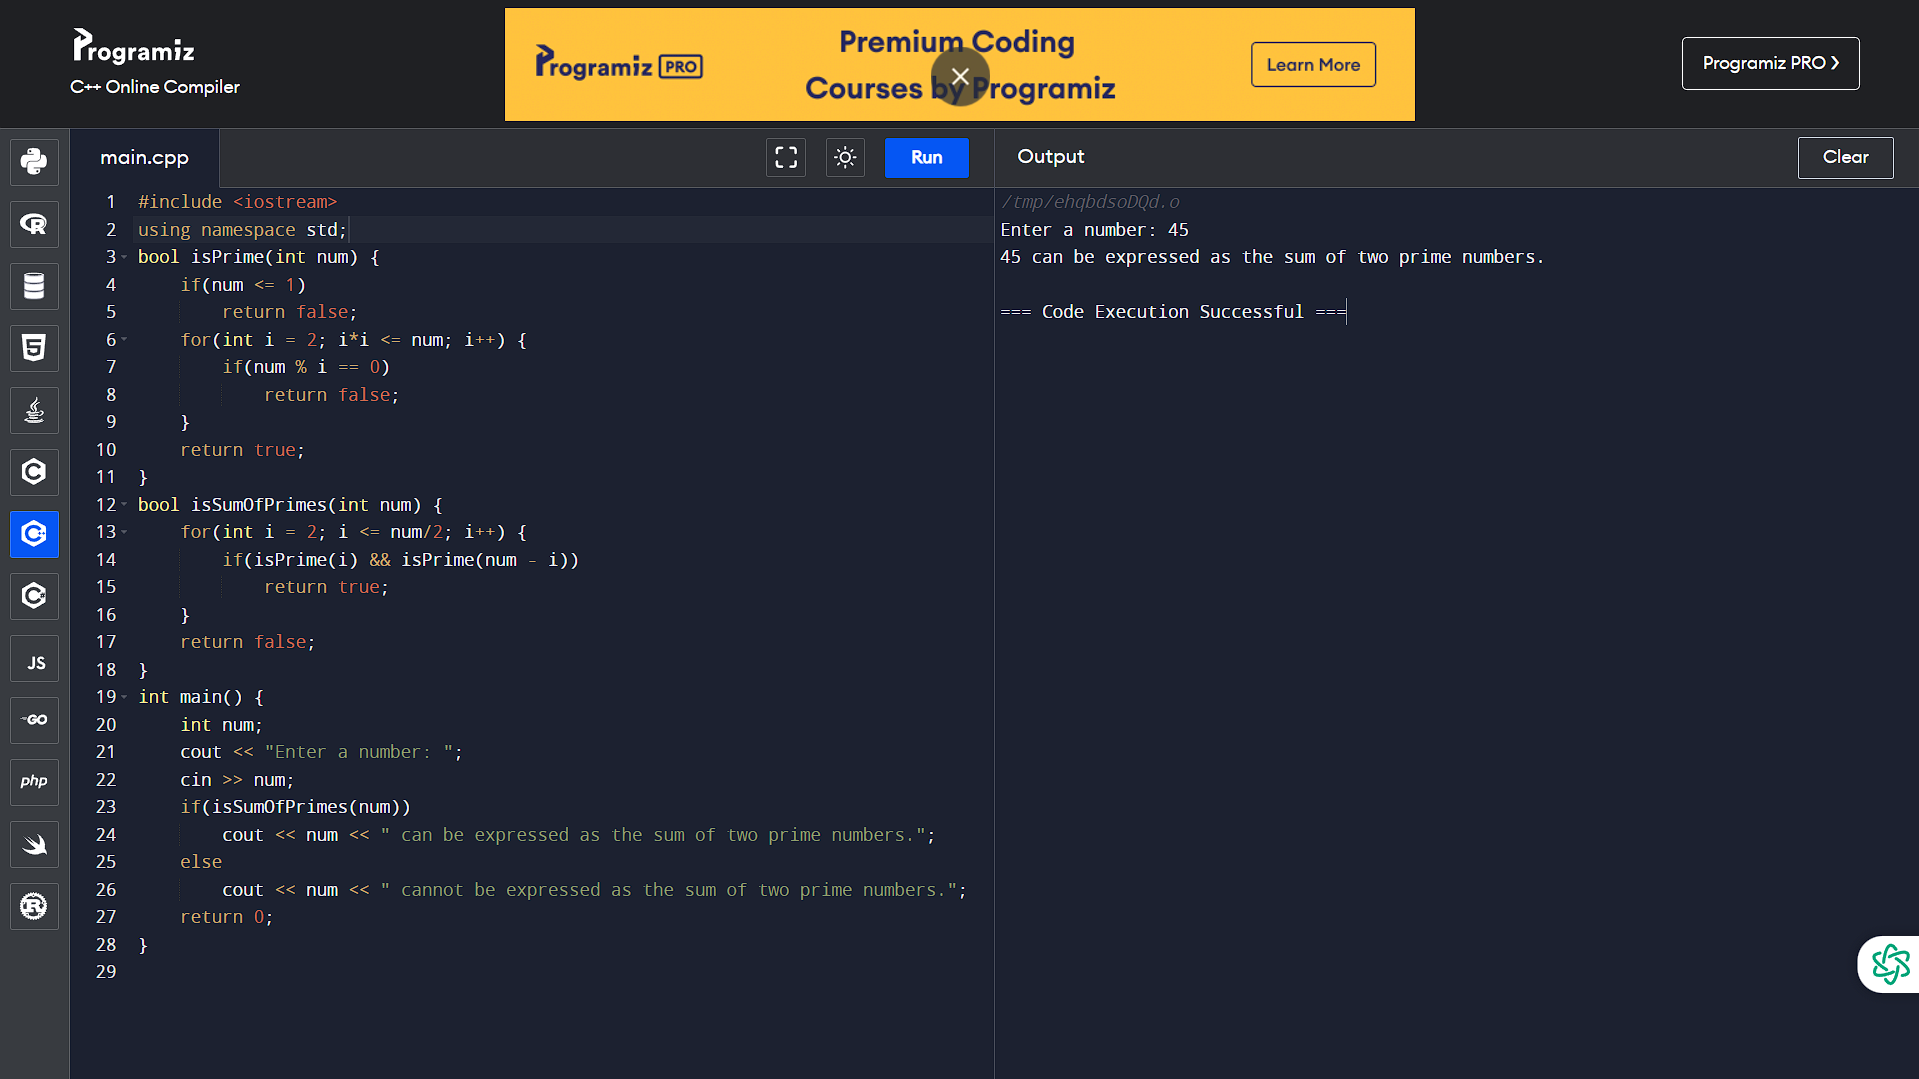 Programiz
C++ Online Compiler
Programiz PRO
Premium Coding
Courses by Programiz
Learn More
Programiz PRO
main.cpp
Run
Output
Clear
1 #include <iostream>
2 using namespace std;
3 bool isPrime(int num) {
4     if(num <= 1)
5         return false;
6     for(int i = 2; i*i <= num; i++) {
7         if(num % i == 0)
8             return false;
9     }
10     return true;
11 }
12 bool isSumOfPrimes(int num) {
13     for(int i = 2; i <= num/2; i++) {
14         if(isPrime(i) && isPrime(num - i))
15             return true;
16     }
17     return false;
18 }
19 int main() {
20     int num;
21     cout << "Enter a number: ";
22     cin >> num;
23     if(isSumOfPrimes(num))
24         cout << num << " can be expressed as the sum of two prime numbers.";
25     else
26         cout << num << " cannot be expressed as the sum of two prime numbers.";
27     return 0;
28 }
29
/tmp/ehqbdsoDQd.o
Enter a number: 45
45 can be expressed as the sum of two prime numbers.
=== Code Execution Successful ===
R
5
C
C+
C#
JS
GO
php
R